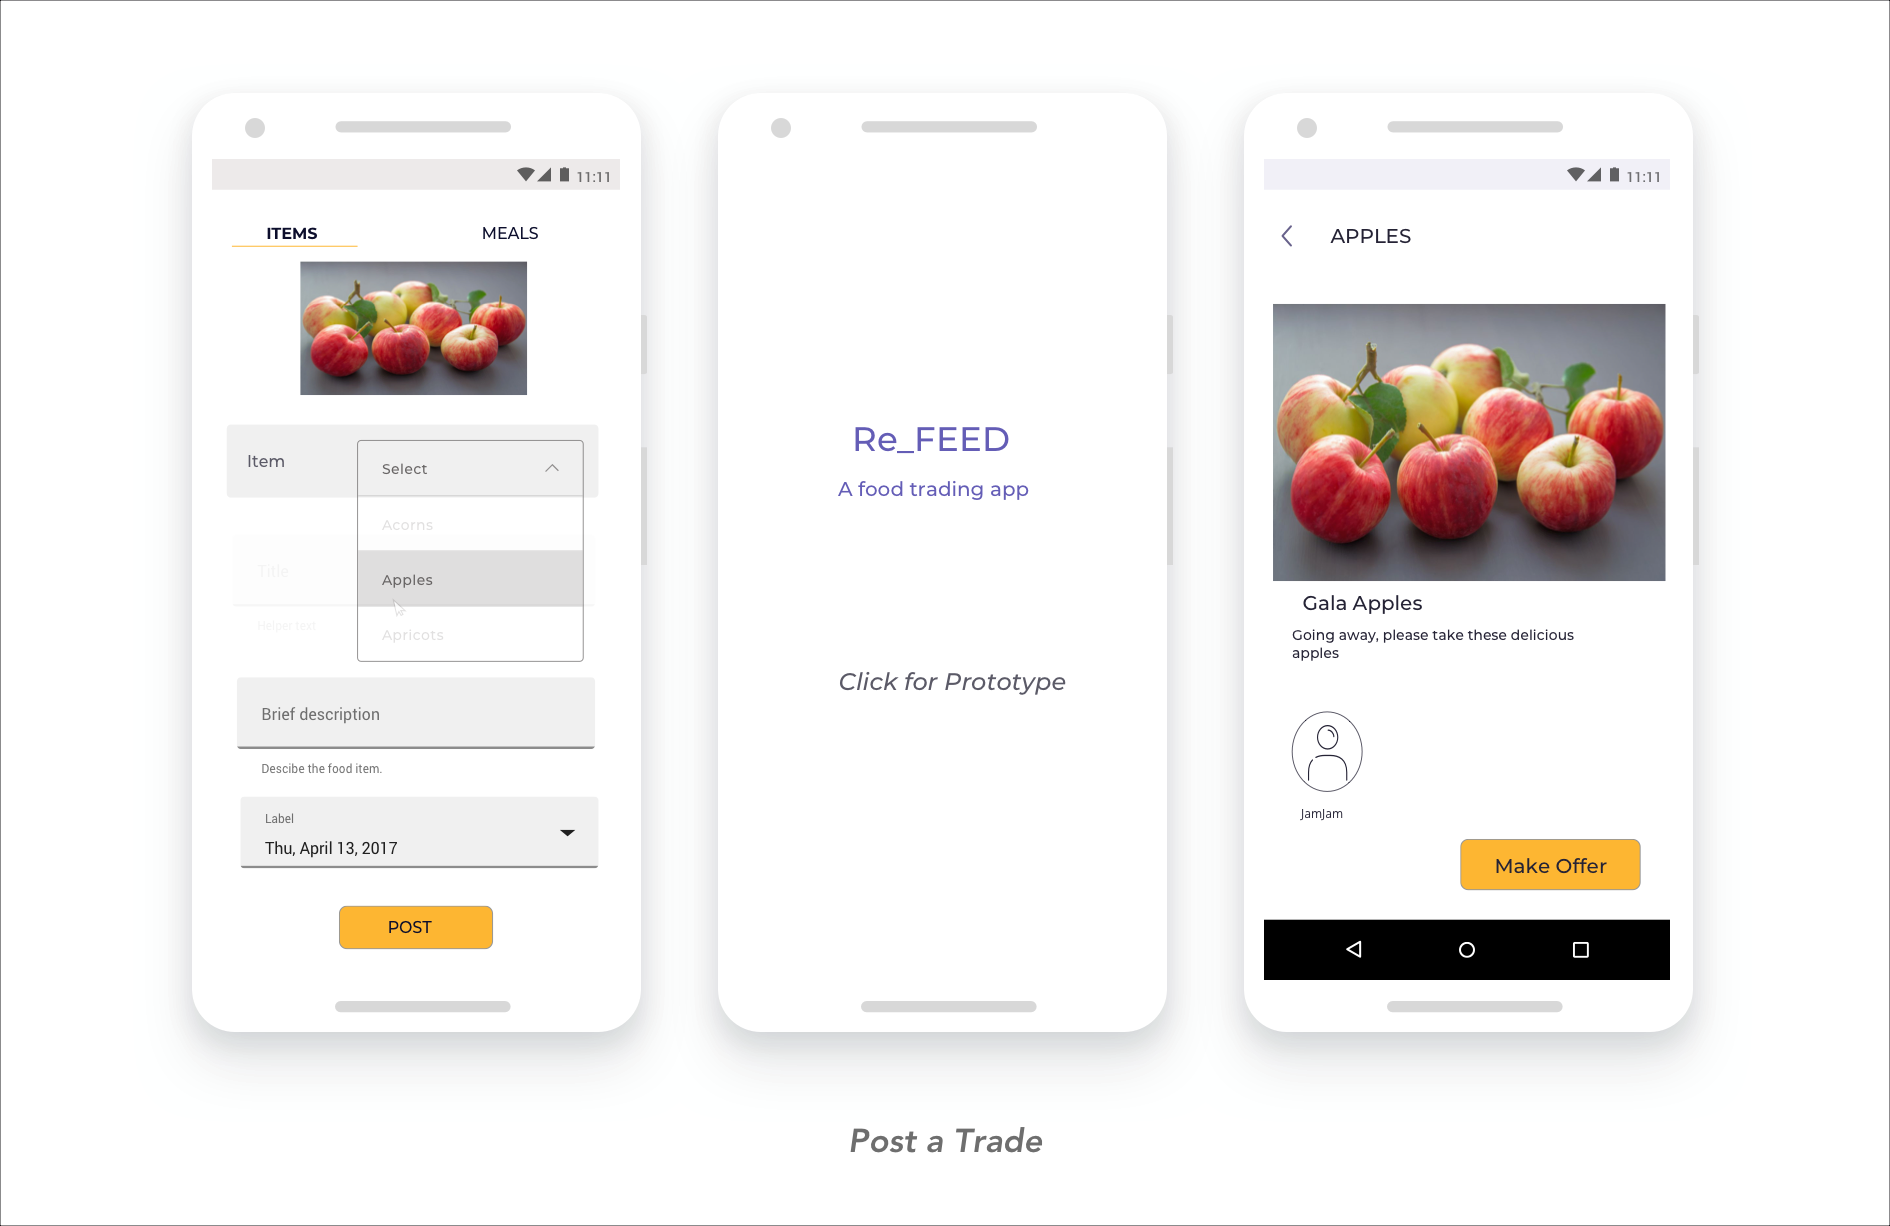 11:11
ITEMS
MEALS
Item
Select
Acorns
Title
Apples
Helper text
Apricots
Brief description
Descibe the food item.
Label
Thu, April 13, 2017
POST
Re_FEED
A food trading app
Click for Prototype
11:11
APPLES
Gala Apples
Going away, please take these delicious
apples
JamJam
Make Offer
Post a Trade